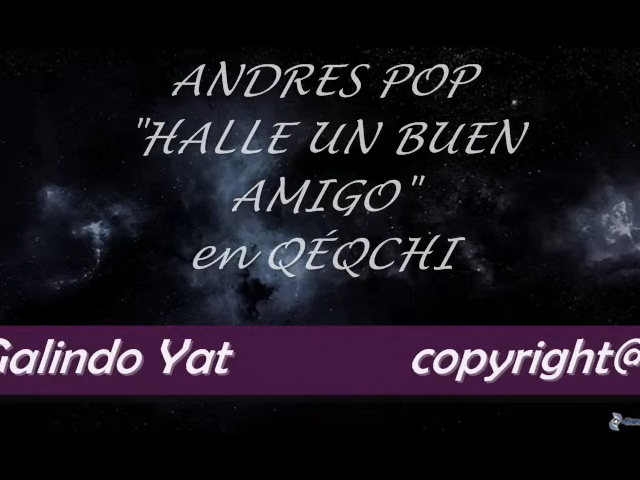 ANDRES POP
"HALLE UN BUEN
AMIGO"
en QÉQCHI
Galindo Yat copyright@